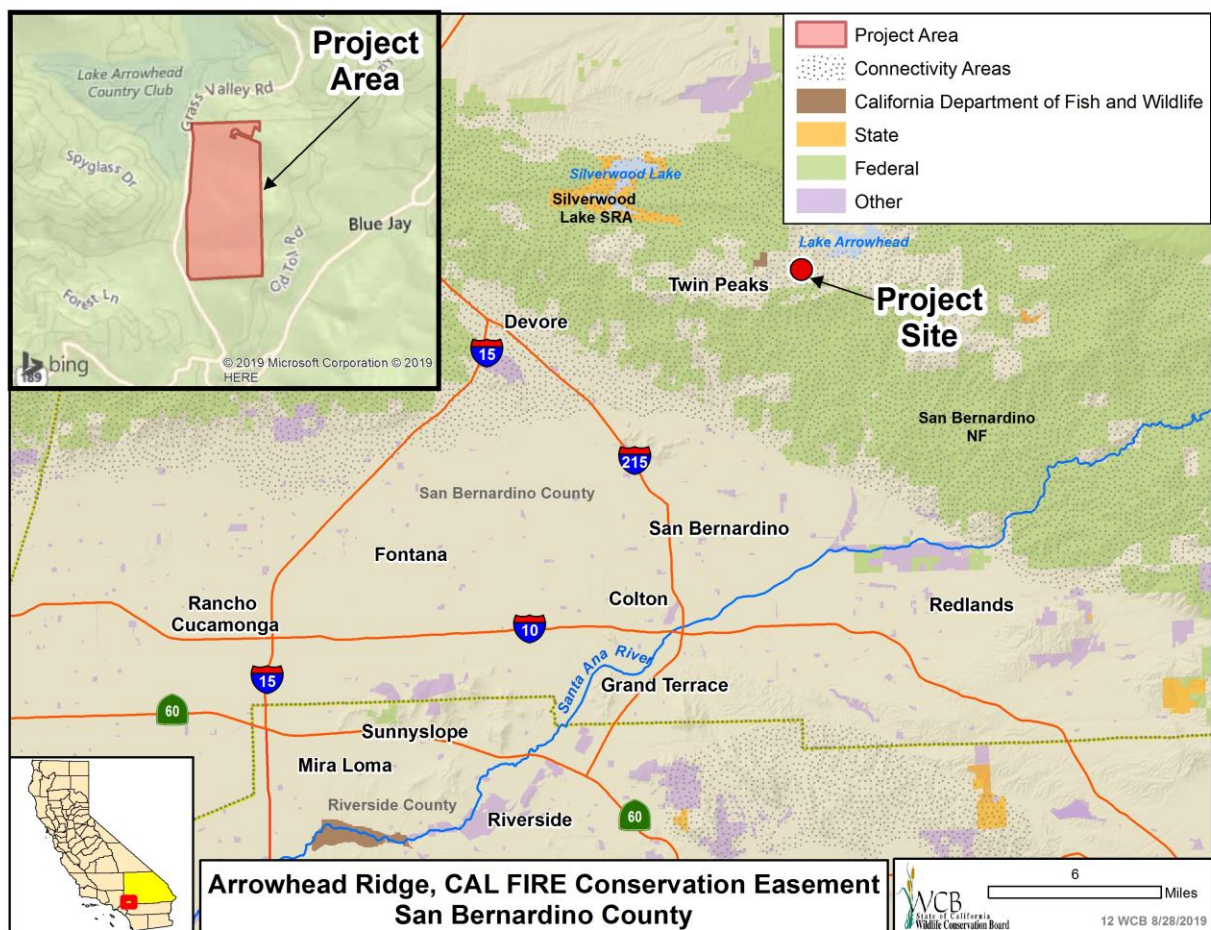 Project
Area
Lake Arrowhead
Country Club
Grass Valley Rd
Spyglass Dr
Blue Jay
Old Toll Rd
Forest Ln
bing
189
© 2019 Microsoft Corporation © 2019
HERE
Project Area
Connectivity Areas
California Department of Fish and Wildlife
State
Federal
Other
Silverwood Lake
Silverwood
Lake SRA
Lake Arrowhead
Twin Peaks
Project
Site
Devore
15
San Bernardino
NF
215
San Bernardino County
San Bernardino
Fontana
Colton
Redlands
Rancho
Cucamonga
10
15
Santa Ana River
Grand Terrace
60
Sunnyslope
Mira Loma
Riverside County
Riverside
60
Arrowhead Ridge, CAL FIRE Conservation Easement
San Bernardino County
WCB
State of California
Wildlife Conservation Board
6
Miles
12 WCB 8/28/2019